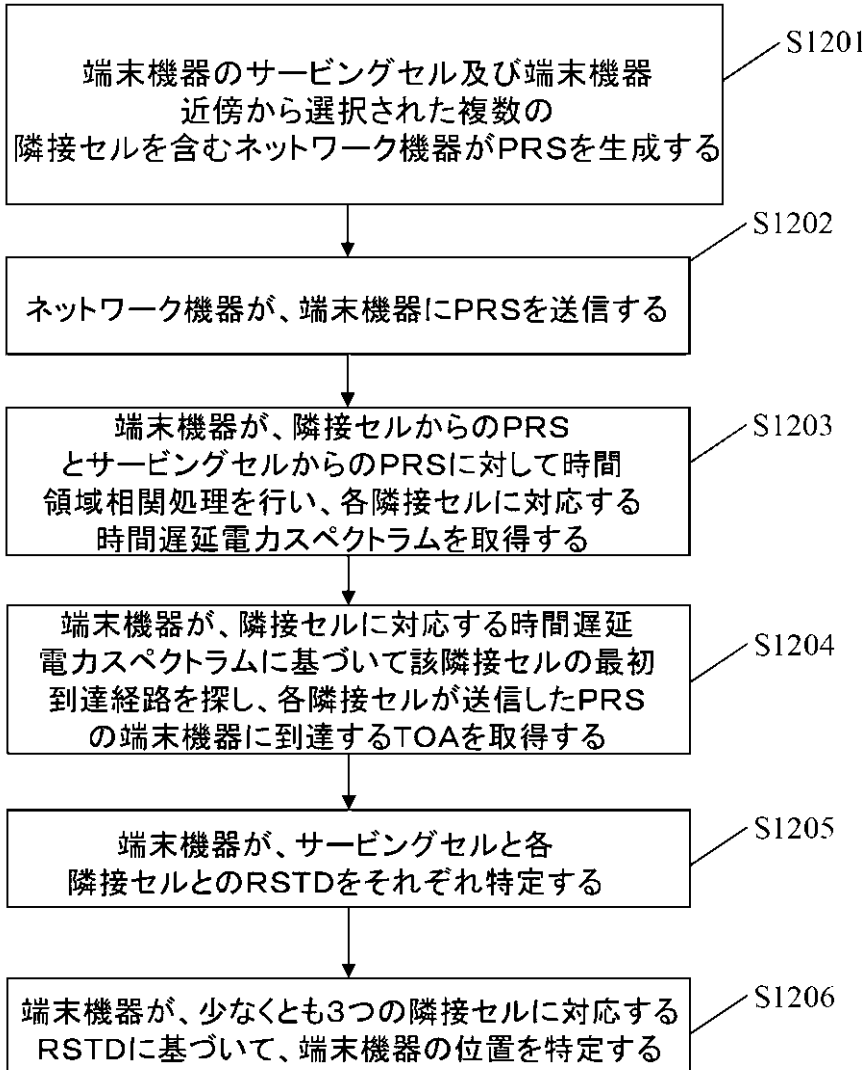 端末機器のサービングセル及び端末機器
近傍から選択された複数の
隣接セルを含むネットワーク機器がPRSを生成する
S1201
ネットワーク機器が、端末機器にPRSを送信する
S1202
端末機器が、隣接セルからのPRS
とサービングセルからのPRSに対して時間
領域相関処理を行い、各隣接セルに対応する
時間遅延電力スペクトラムを取得する
S1203
端末機器が、隣接セルに対応する時間遅延
電力スペクトラムに基づいて該隣接セルの最初
到達経路を探し、各隣接セルが送信したPRS
の端末機器に到達するTOAを取得する
S1204
端末機器が、サービングセルと各
隣接セルとのRSTDをそれぞれ特定する
S1205
端末機器が、少なくとも3つの隣接セルに対応する
RSTDに基づいて、端末機器の位置を特定する
S1206